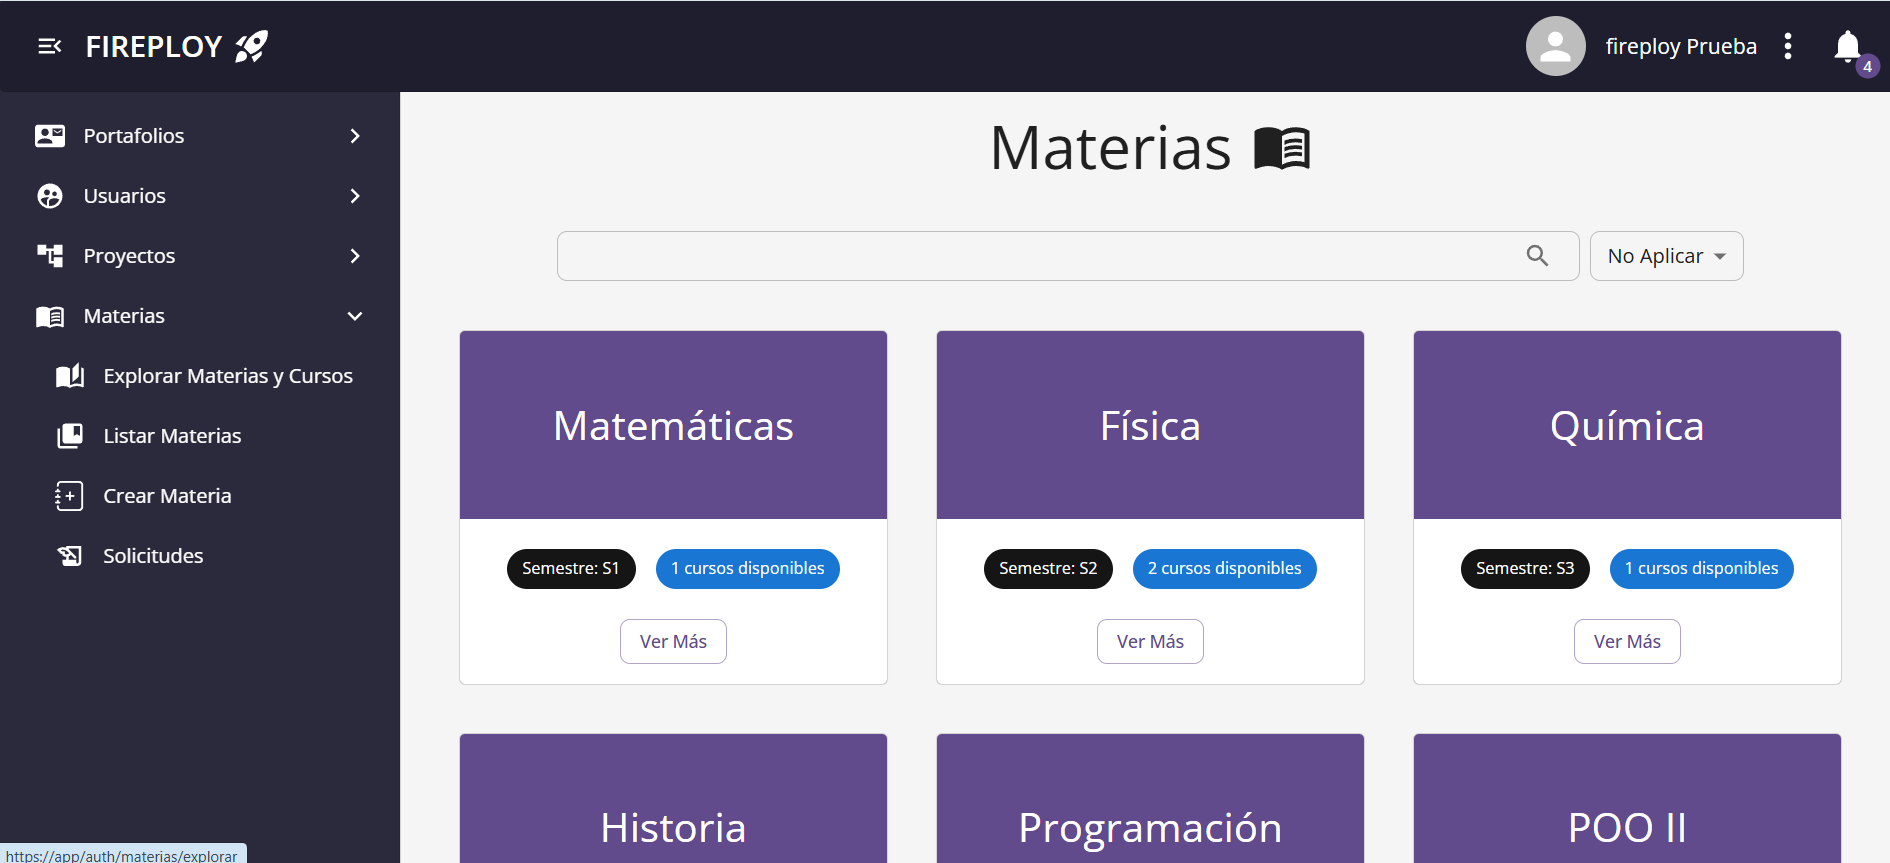 FIREPLOY
fireploy Prueba
4
Portafolios
Usuarios
Proyectos
Materias
Explorar Materias y Cursos
Listar Materias
Crear Materia
Solicitudes
Materias
No Aplicar
Matemáticas
Semestre: S1
1 cursos disponibles
Ver Más
Física
Semestre: S2
2 cursos disponibles
Ver Más
Química
Semestre: S3
1 cursos disponibles
Ver Más
Historia
Programación
POO II
https://app/auth/materias/explorar